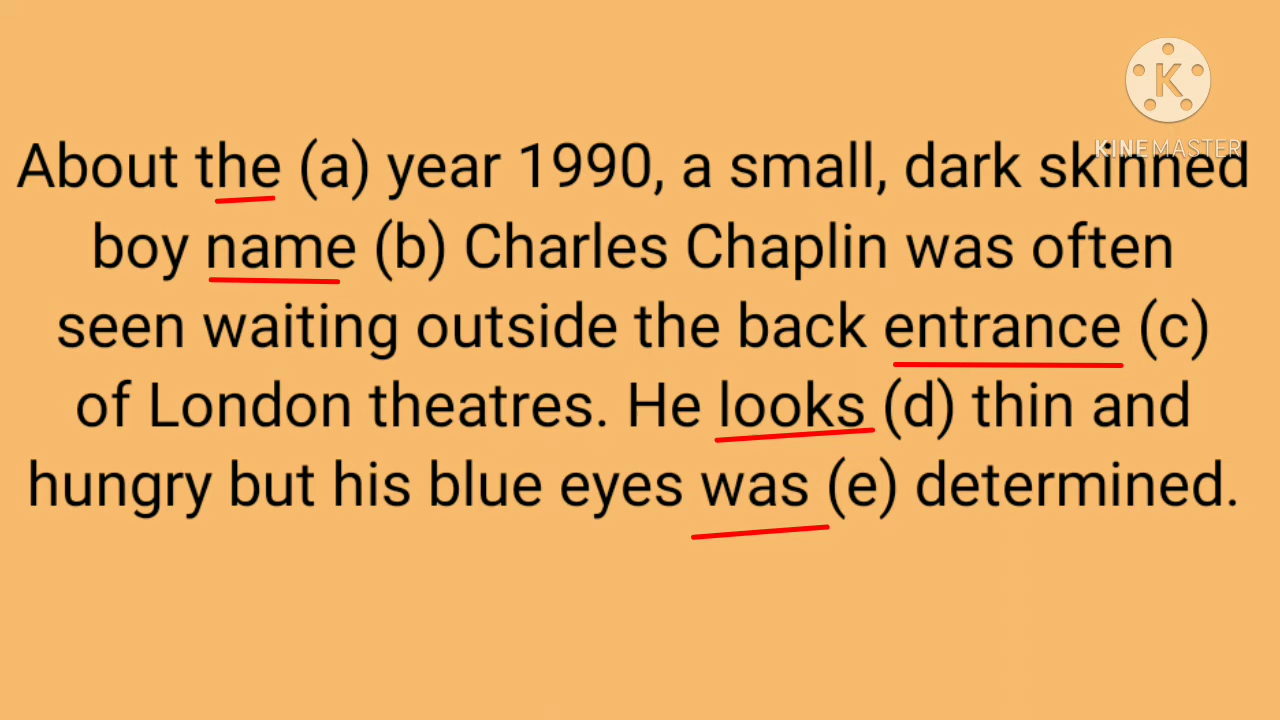 K
KINEMASTER
About the (a) year 1990, a small, dark skinned
boy name (b) Charles Chaplin was often
seen waiting outside the back entrance (c)
of London theatres. He looks (d) thin and
hungry but his blue eyes was (e) determined.